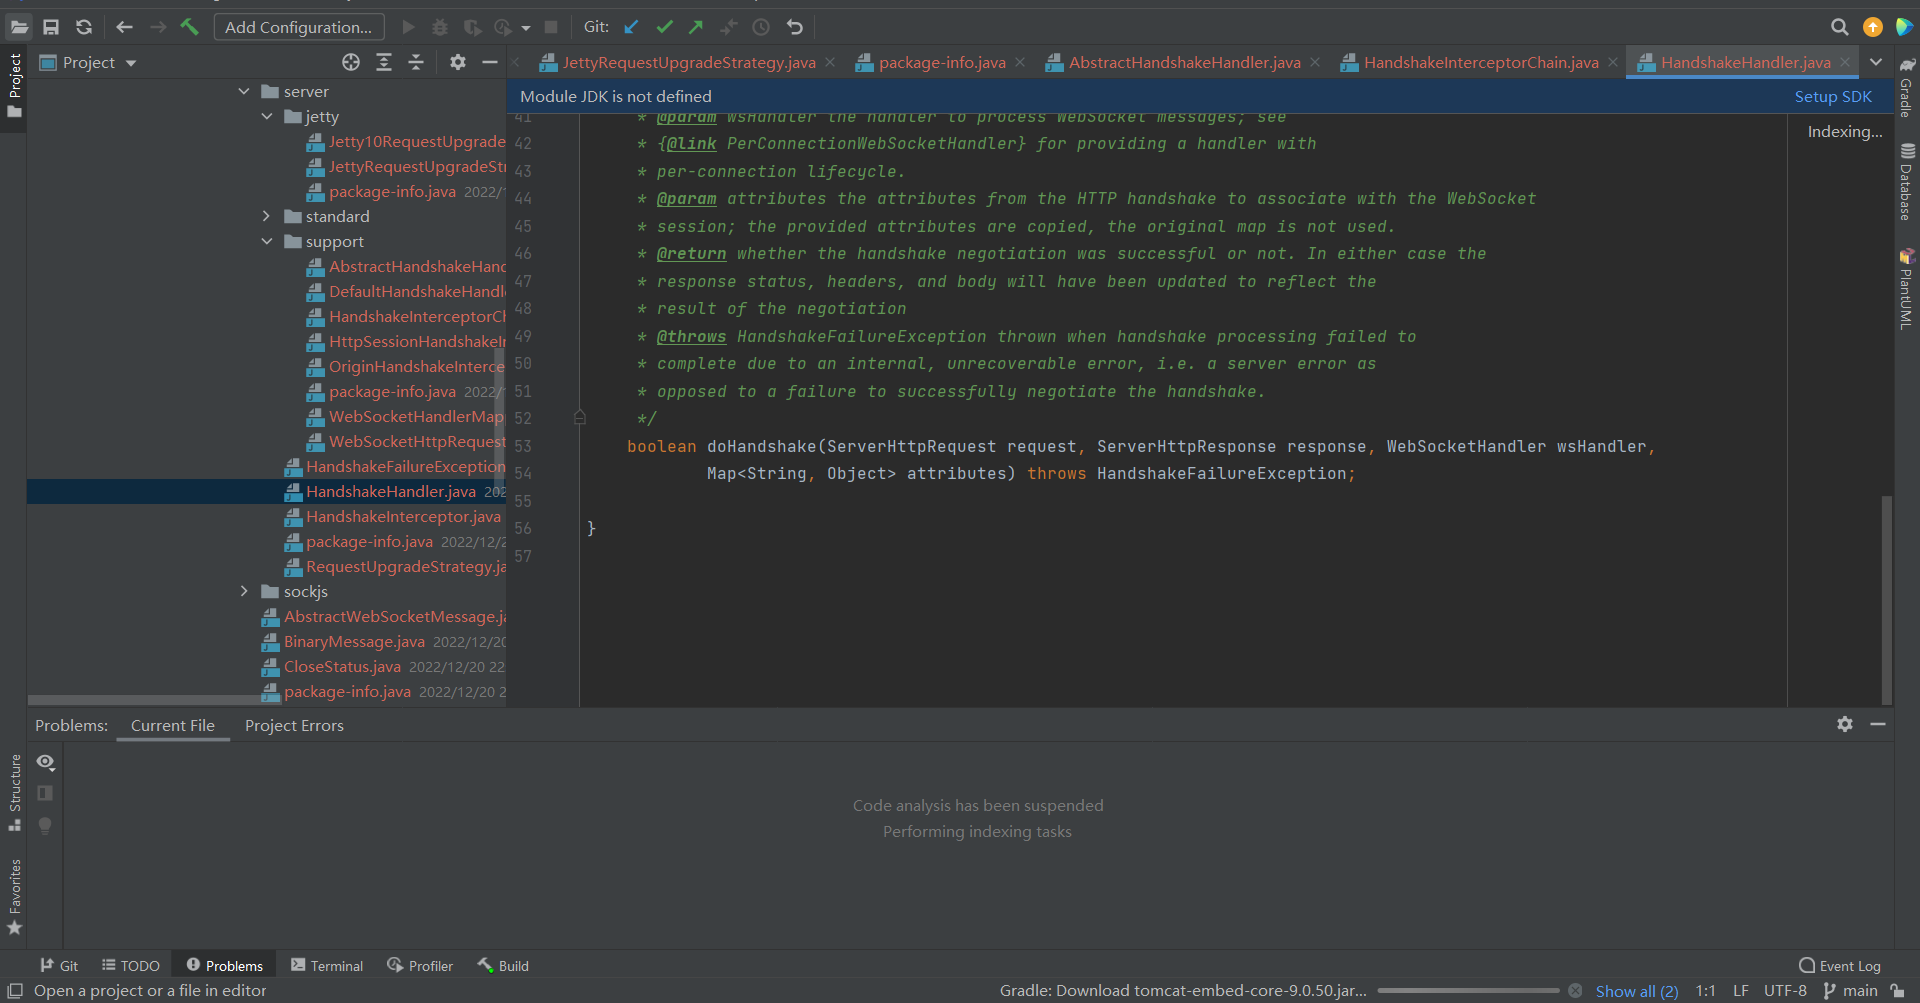 Add Configuration...
Git:
Project
JettyRequestUpgradeStrategy.java
package-info.java
AbstractHandshakeHandler.java
HandshakeInterceptorChain.java
HandshakeHandler.java
Module JDK is not defined
Setup SDK
Indexing...
Project
Structure
Favorites
Gradle
Database
PlantUML
server
jetty
Jetty10RequestUpgrade
JettyRequestUpgradeStr
package-info.java 2022/1
standard
support
AbstractHandshakeHand
DefaultHandshakeHandl
HandshakeInterceptorCh
HttpSessionHandshakeIn
OriginHandshakeInterce
package-info.java 2022/
WebSocketHandlerMap
WebSocketHttpRequest
HandshakeFailureException
HandshakeHandler.java 202
HandshakeInterceptor.java
package-info.java 2022/12/2
RequestUpgradeStrategy.ja
sockjs
AbstractWebSocketMessage.ja
BinaryMessage.java 2022/12/20
CloseStatus.java 2022/12/20 22
package-info.java 2022/12/20 2
41 * @param wsHandler the handler to process WebSocket messages; see
42 * {@link PerConnectionWebSocketHandler} for providing a handler with
43 * per-connection lifecycle.
44 * @param attributes the attributes from the HTTP handshake to associate with the WebSocket
45 * session; the provided attributes are copied, the original map is not used.
46 * @return whether the handshake negotiation was successful or not. In either case the
47 * response status, headers, and body will have been updated to reflect the
48 * result of the negotiation
49 * @throws HandshakeFailureException thrown when handshake processing failed to
50 * complete due to an internal, unrecoverable error, i.e. a server error as
51 * opposed to a failure to successfully negotiate the handshake.
52 */
53 boolean doHandshake(ServerHttpRequest request, ServerHttpResponse response, WebSocketHandler wsHandler,
54 Map<String, Object> attributes) throws HandshakeFailureException;
55
56 }
57
Problems: Current File Project Errors
Code analysis has been suspended
Performing indexing tasks
Git TODO Problems Terminal Profiler Build Event Log
Open a project or a file in editor
Gradle: Download tomcat-embed-core-9.0.50.jar... Show all (2) 1:1 LF UTF-8 main